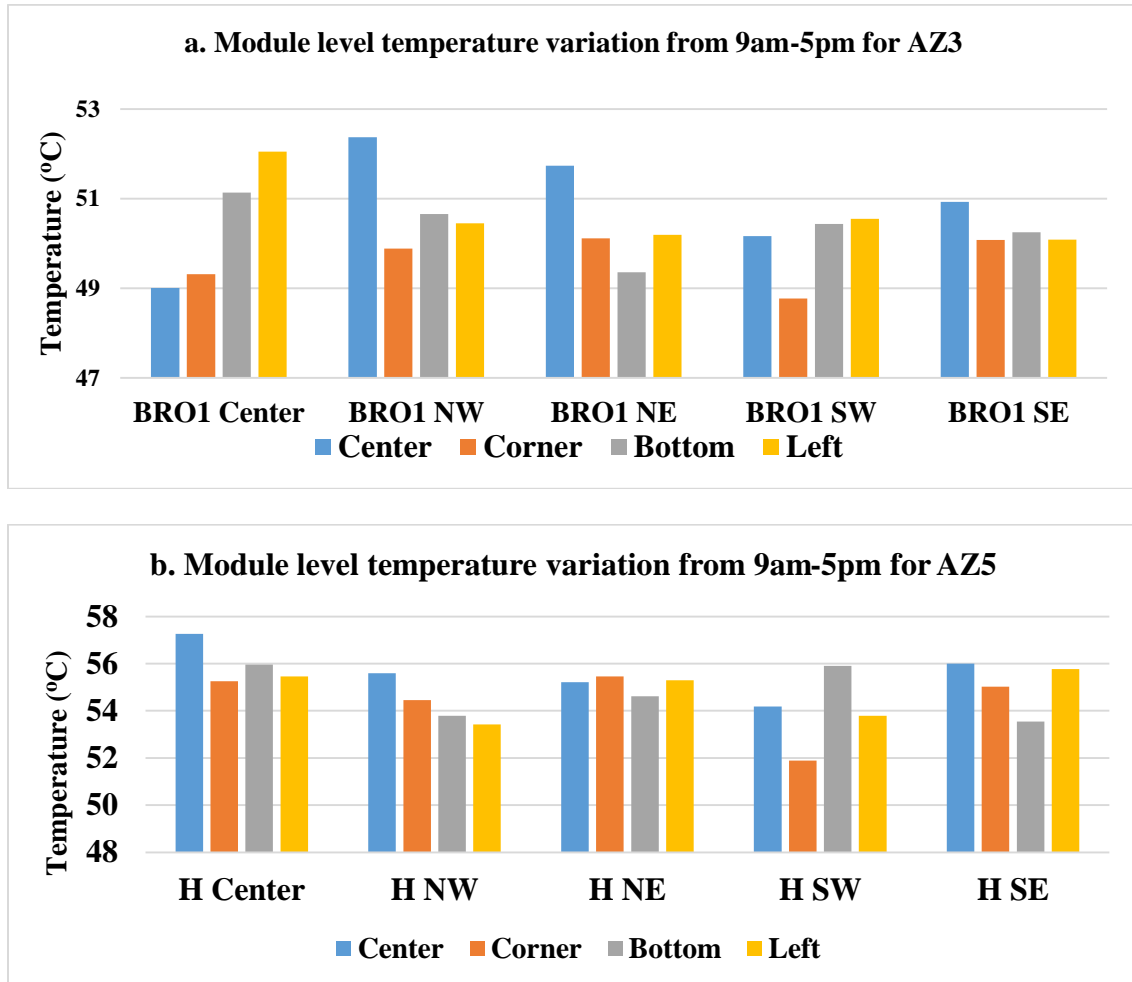 a. Module level temperature variation from 9am-5pm for AZ3
Temperature (ºC)
53
51
49
47
BRO1 Center BRO1 NW BRO1 NE BRO1 SW BRO1 SE
Center Corner Bottom Left
b. Module level temperature variation from 9am-5pm for AZ5
Temperature (ºC)
58
56
54
52
50
48
H Center H NW H NE H SW H SE
Center Corner Bottom Left